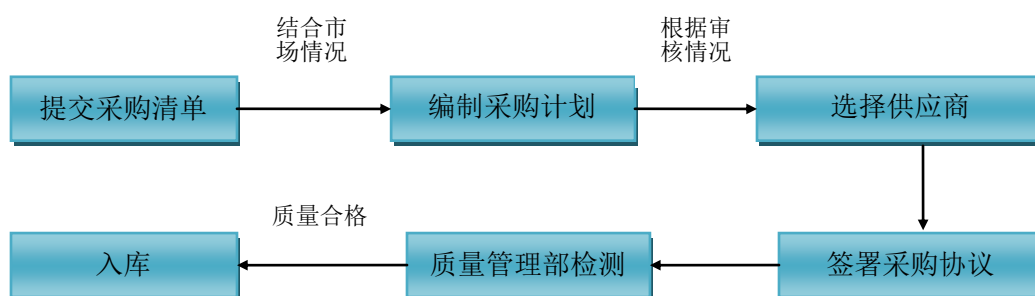 结合市
场情况
根据审
核情况
提交采购清单
编制采购计划
选择供应商
质量合格
入库
质量管理部检测
签署采购协议